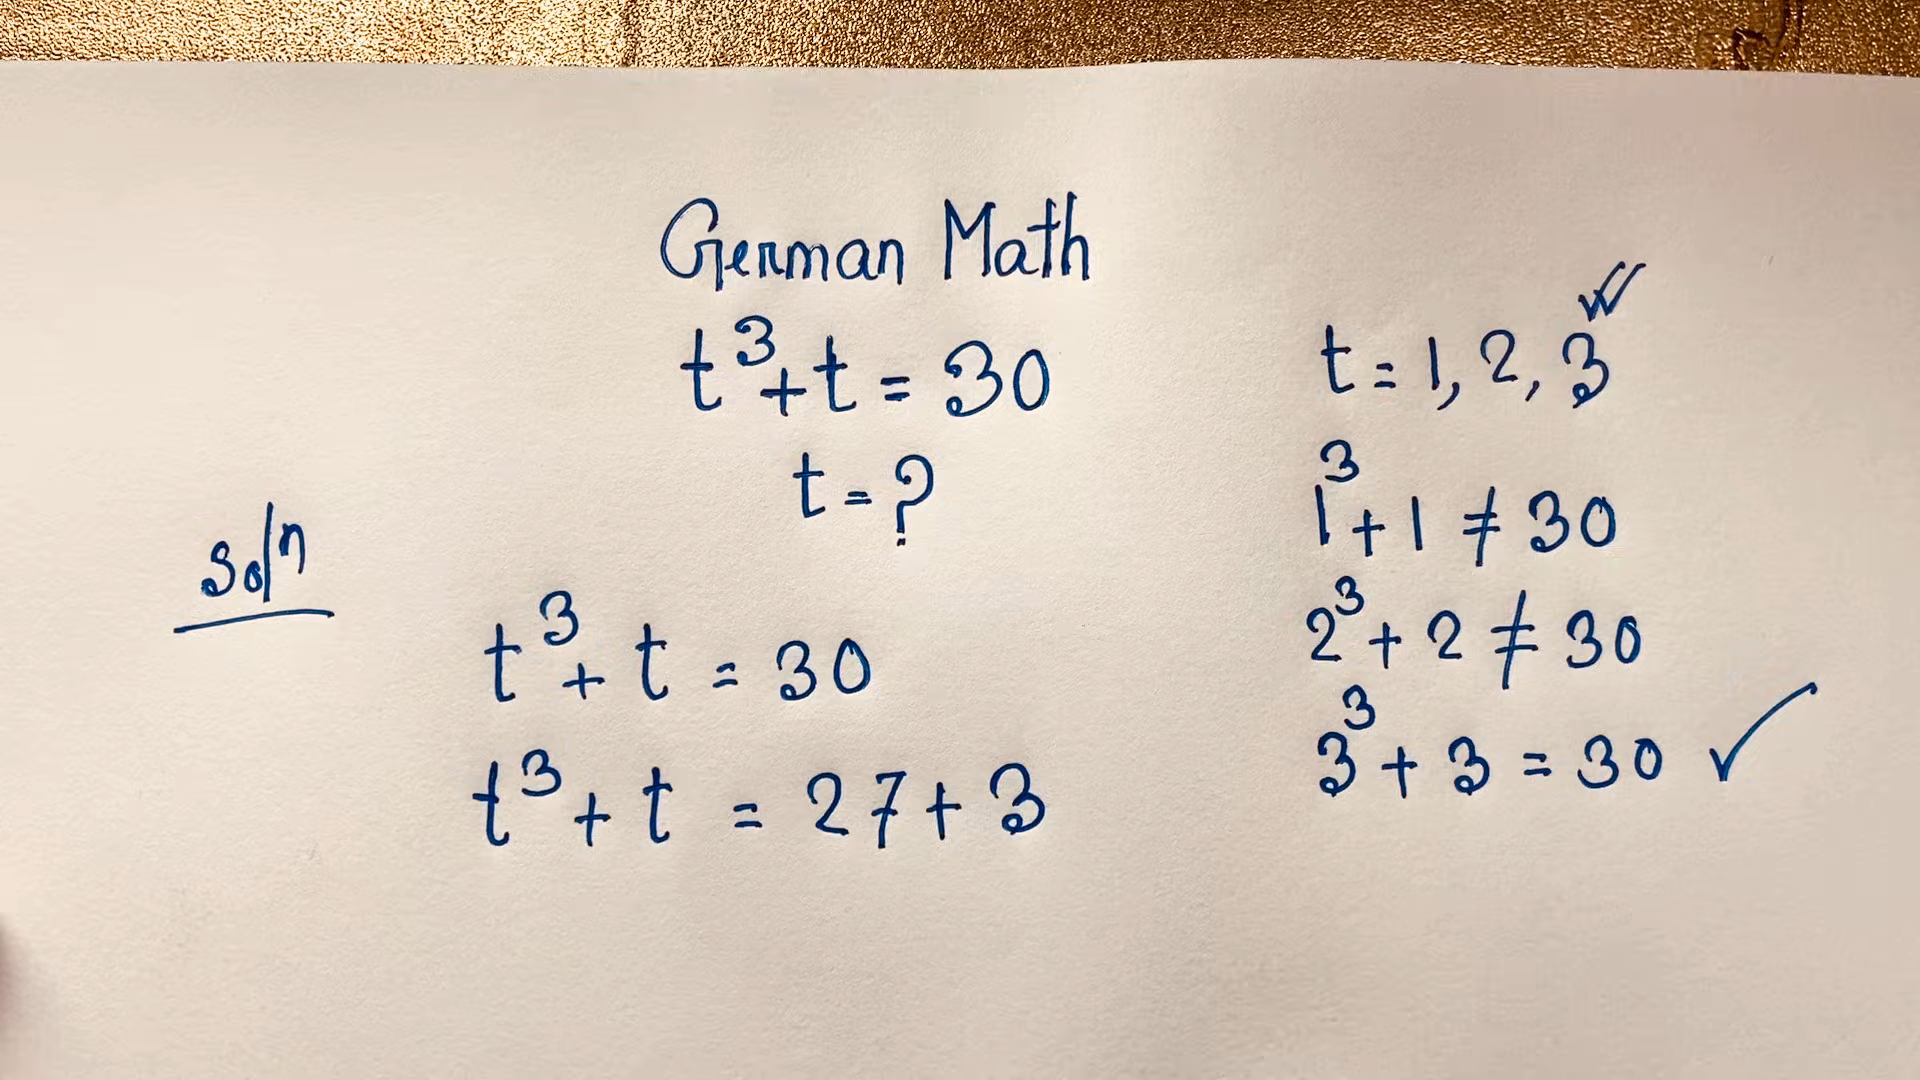 German Math
t³+t = 30
t = ?
Soln
t³+ t = 30
t³+ t = 27+3
t = 1, 2, 3 ✓✓
1³+1 ≠ 30
2³+ 2 ≠ 30
3³+ 3 = 30 ✓